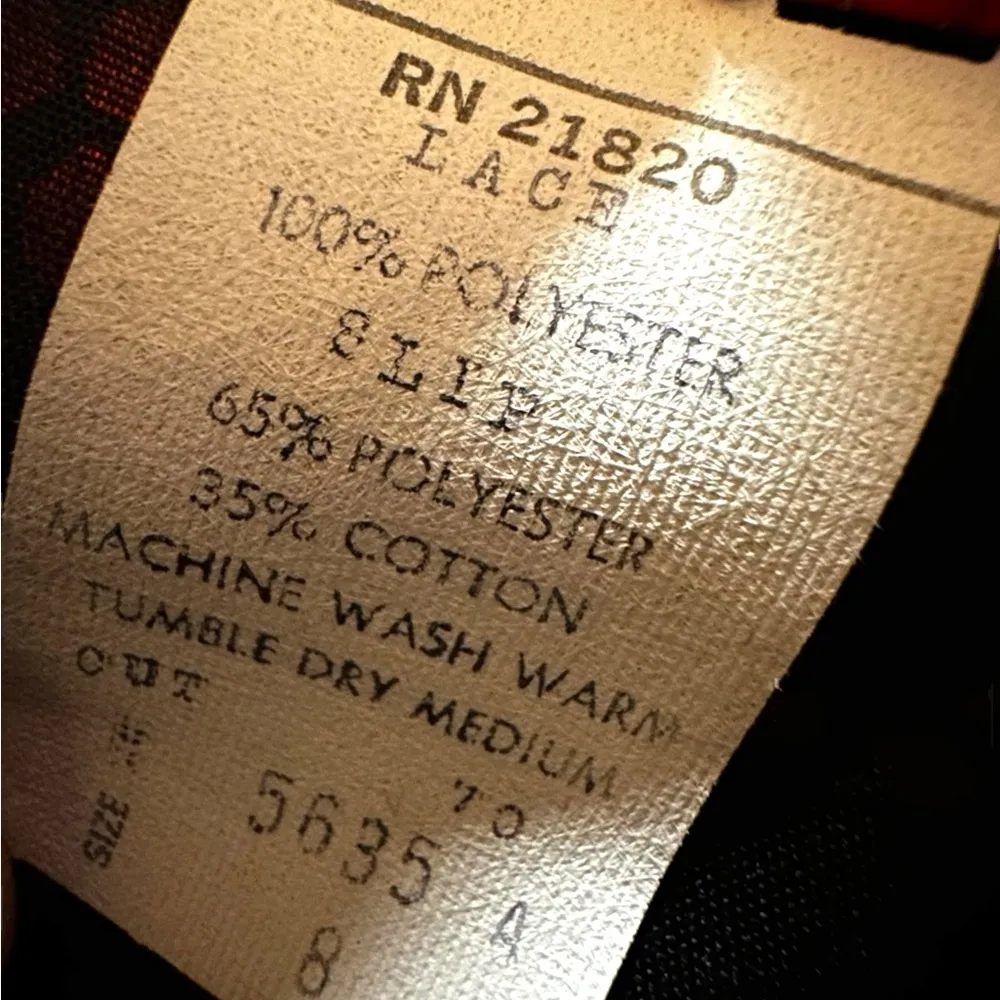 RN 21820
LACE
100% POLYESTER
SLIP
65% POLYESTER
35% COTTON
MACHINE WASH WARM
TUMBLE DRY MEDIUM
CUT
70
5635
SIZE
8 4